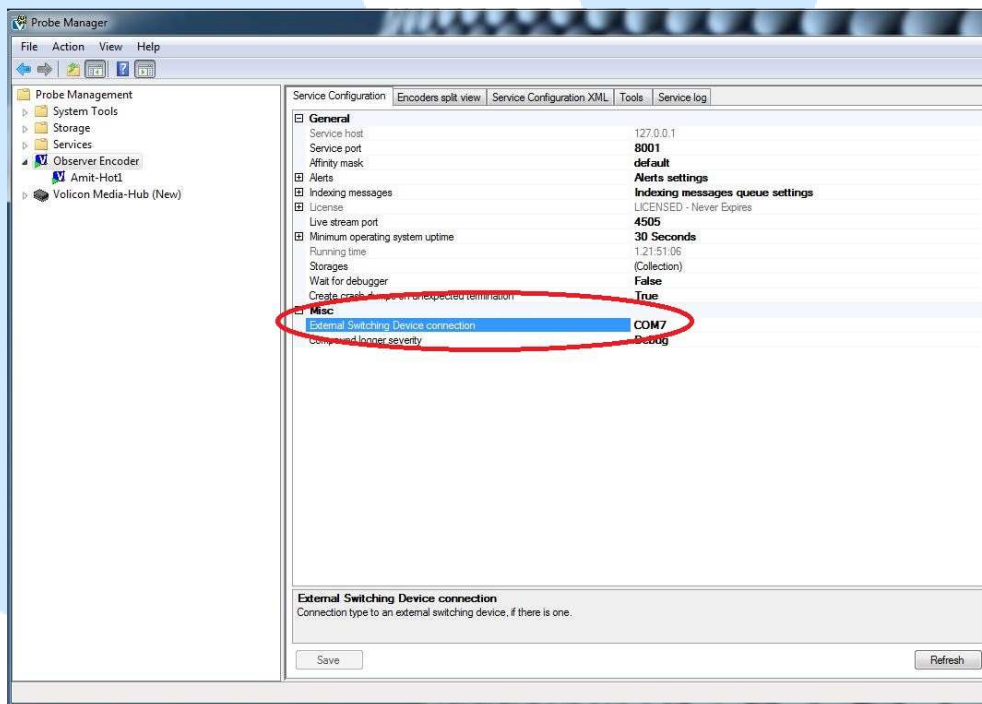 Probe Manager
File Action View Help
Probe Management
System Tools
Storage
Services
Observer Encoder
Amit-Hot1
Volicon Media-Hub (New)
Service Configuration Encoders split view Service Configuration XML Tools Service log
General
Service host 127.0.0.1
Service port 8001
Affinity mask default
Alerts Alerts settings
Indexing messages Indexing messages queue settings
License LICENSED - Never Expires
Live stream port 4505
Minimum operating system uptime 30 Seconds
Running time 1.21:51:06
Storages (Collection)
Wait for debugger False
Create crash dumps on unexpected termination True
Misc
External Switching Device connection COM7
Compound logger severity Debug
External Switching Device connection
Connection type to an external switching device, if there is one.
Save Refresh